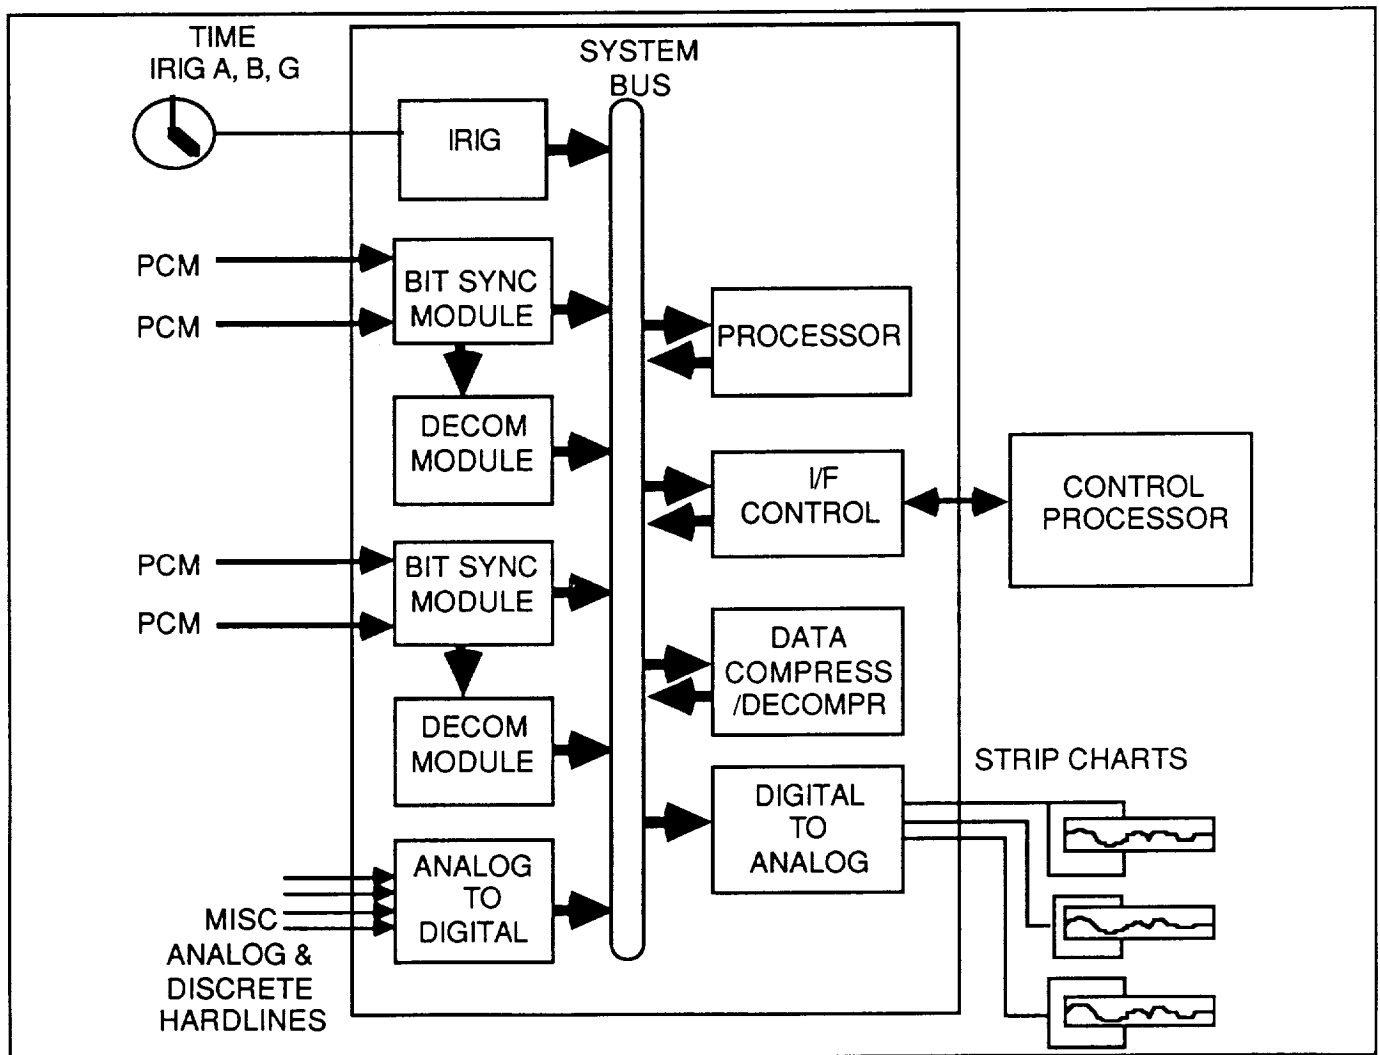 TIME
IRIG A, B, G
SYSTEM
BUS
IRIG
PCM
PCM
BIT SYNC
MODULE
PROCESSOR
DECOM
MODULE
I/F
CONTROL
CONTROL
PROCESSOR
PCM
PCM
BIT SYNC
MODULE
DATA
COMPRESS
/DECOMPR
DECOM
MODULE
STRIP CHARTS
DIGITAL
TO
ANALOG
ANALOG
TO
DIGITAL
MISC
ANALOG &
DISCRETE
HARDLINES